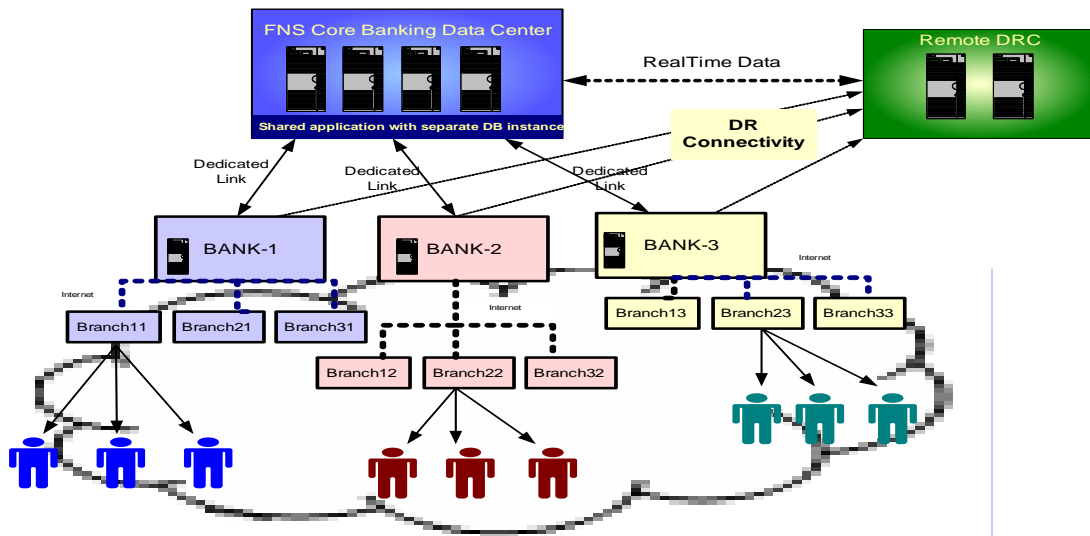 FNS Core Banking Data Center
Remote DRC
RealTime Data
Shared application with separate DB instance
DR
Connectivity
Dedicated
Link
Dedicated
Link
Dedicated
Link
BANK-1
BANK-2
BANK-3
Internet
Internet
Internet
Branch11
Branch21
Branch31
Branch13
Branch23
Branch33
Branch12
Branch22
Branch32